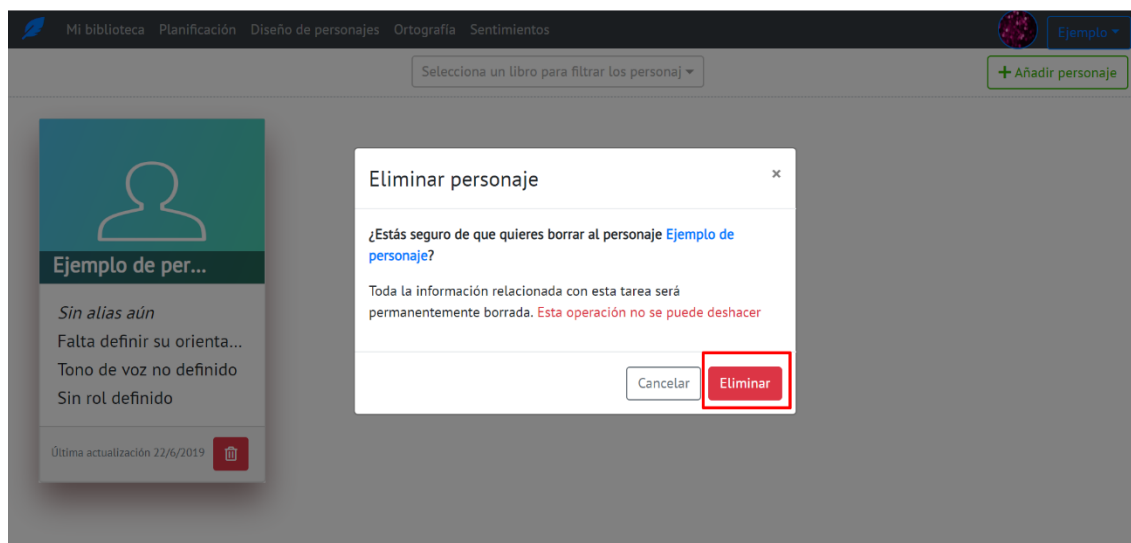 Mi biblioteca Planificación Diseño de personajes Ortografía Sentimientos Ejemplo
Selecciona un libro para filtrar los personaj
+ Añadir personaje
Ejemplo de per...
Sin alias aún
Falta definir su orienta...
Tono de voz no definido
Sin rol definido
Última actualización 22/6/2019
Eliminar personaje ×
¿Estás seguro de que quieres borrar al personaje Ejemplo de
personaje?
Toda la información relacionada con esta tarea será
permanentemente borrada. Esta operación no se puede deshacer
Cancelar Eliminar